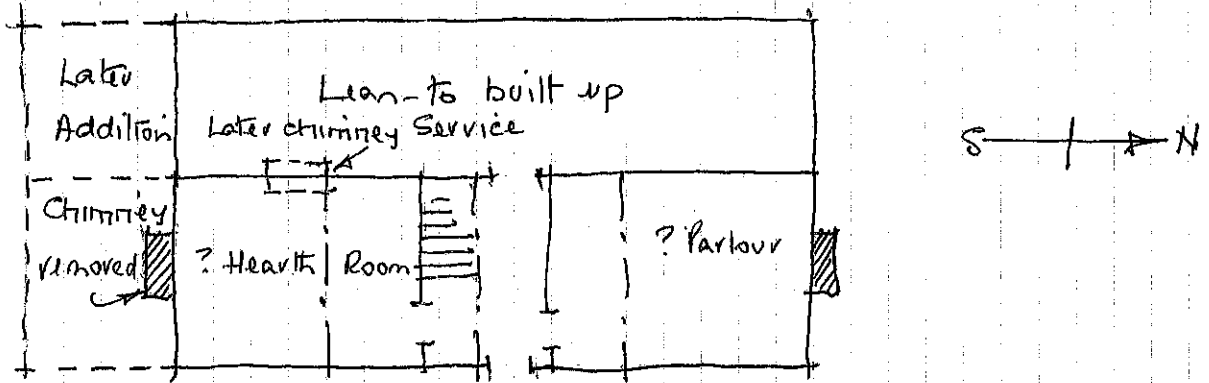 Later
Addition
Lean-to built up
Later chimney Service
Chimney
removed
? Hearth Room
? Parlour
S N